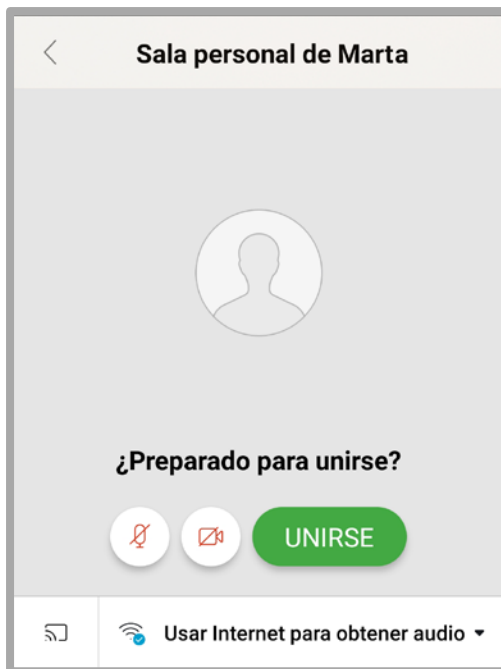 Sala personal de Marta
¿Preparado para unirse?
UNIRSE
Usar Internet para obtener audio